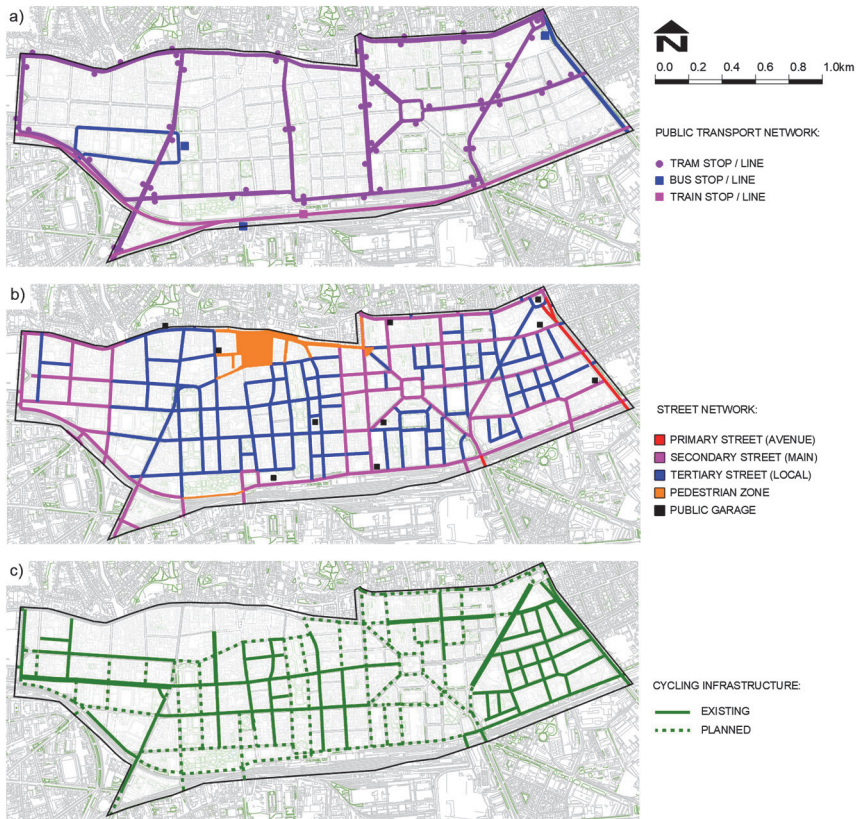 a)
N
0.0 0.2 0.4 0.6 0.8 1.0km
PUBLIC TRANSPORT NETWORK:
TRAM STOP / LINE
BUS STOP / LINE
TRAIN STOP / LINE
b)
STREET NETWORK:
PRIMARY STREET (AVENUE)
SECONDARY STREET (MAIN)
TERTIARY STREET (LOCAL)
PEDESTRIAN ZONE
PUBLIC GARAGE
c)
CYCLING INFRASTRUCTURE:
EXISTING
PLANNED